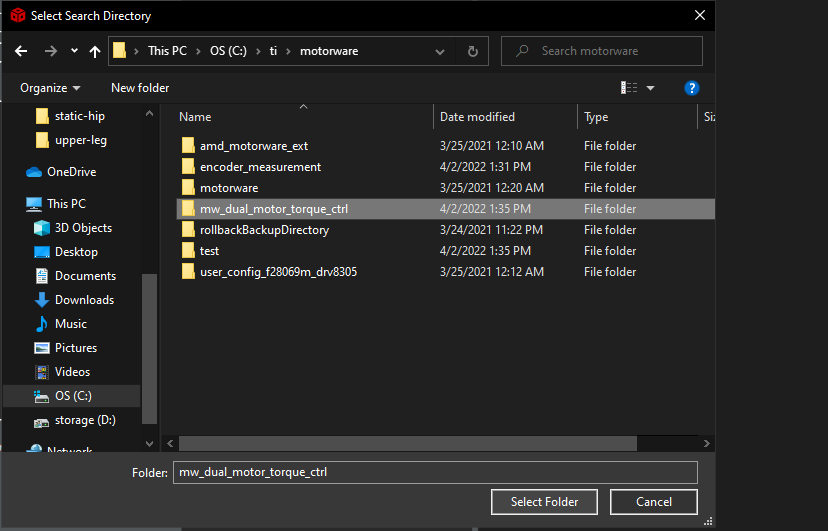 Select Search Directory
This PC > OS (C:) > ti > motorware
Search motorware
Organize
New folder
?
static-hip
upper-leg
OneDrive
This PC
3D Objects
Desktop
Documents
Downloads
Music
Pictures
Videos
OS (C:)
storage (D:)
Network
Name Date modified Type Siz
amd_motorware_ext 3/25/2021 12:10 AM File folder
encoder_measurement 4/2/2022 1:31 PM File folder
motorware 3/25/2021 12:20 AM File folder
mw_dual_motor_torque_ctrl 4/2/2022 1:35 PM File folder
rollbackBackupDirectory 3/24/2021 11:22 PM File folder
test 4/2/2022 1:35 PM File folder
user_config_f28069m_drv8305 3/25/2021 12:12 AM File folder
Folder: mw_dual_motor_torque_ctrl
Select Folder
Cancel